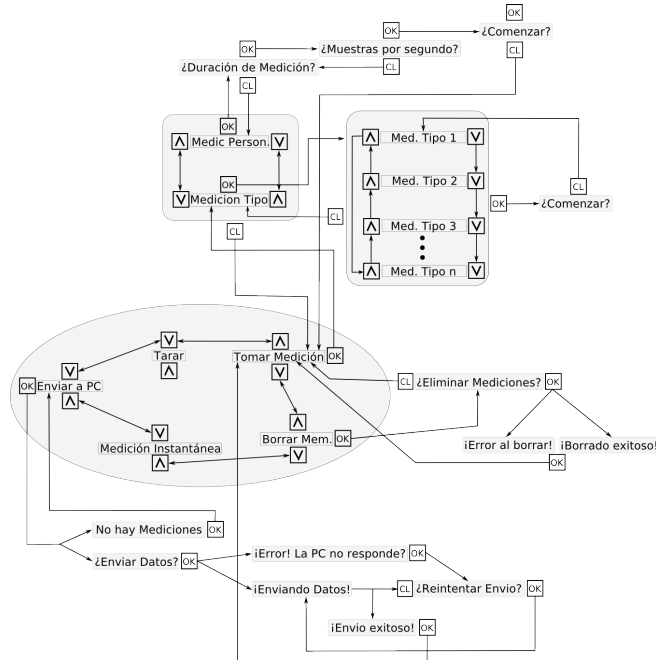 OK
OK ¿Comenzar?
OK ¿Muestras por segundo? CL
¿Duración de Medición? CL
CL
OK
Medic Person.
Med. Tipo 1
OK
Med. Tipo 2
CL
Medicion Tipo
OK ¿Comenzar?
CL
Med. Tipo 3
CL
Med. Tipo n
Tarar
Tomar Medición OK
OK Enviar a PC
CL ¿Eliminar Mediciones? OK
Medición Instantánea
Borrar Mem. OK
¡Error al borrar! ¡Borrado exitoso!
OK
No hay Mediciones OK
¿Enviar Datos? OK
¡Error! La PC no responde? OK
¡Enviando Datos! CL ¿Reintentar Envio? OK
¡Envio exitoso! OK